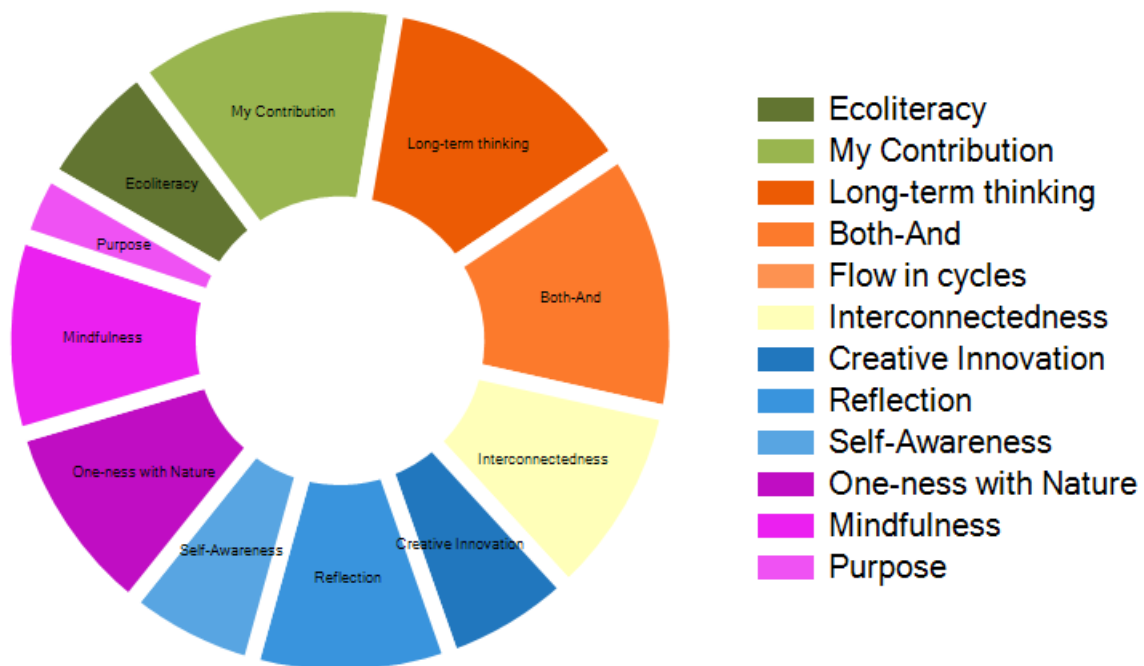 My Contribution
Long-term thinking
Ecoliteracy
Purpose
Both-And
Mindfulness
Interconnectedness
One-ness with Nature
Creative Innovation
Self-Awareness
Reflection
Ecoliteracy
My Contribution
Long-term thinking
Both-And
Flow in cycles
Interconnectedness
Creative Innovation
Reflection
Self-Awareness
One-ness with Nature
Mindfulness
Purpose